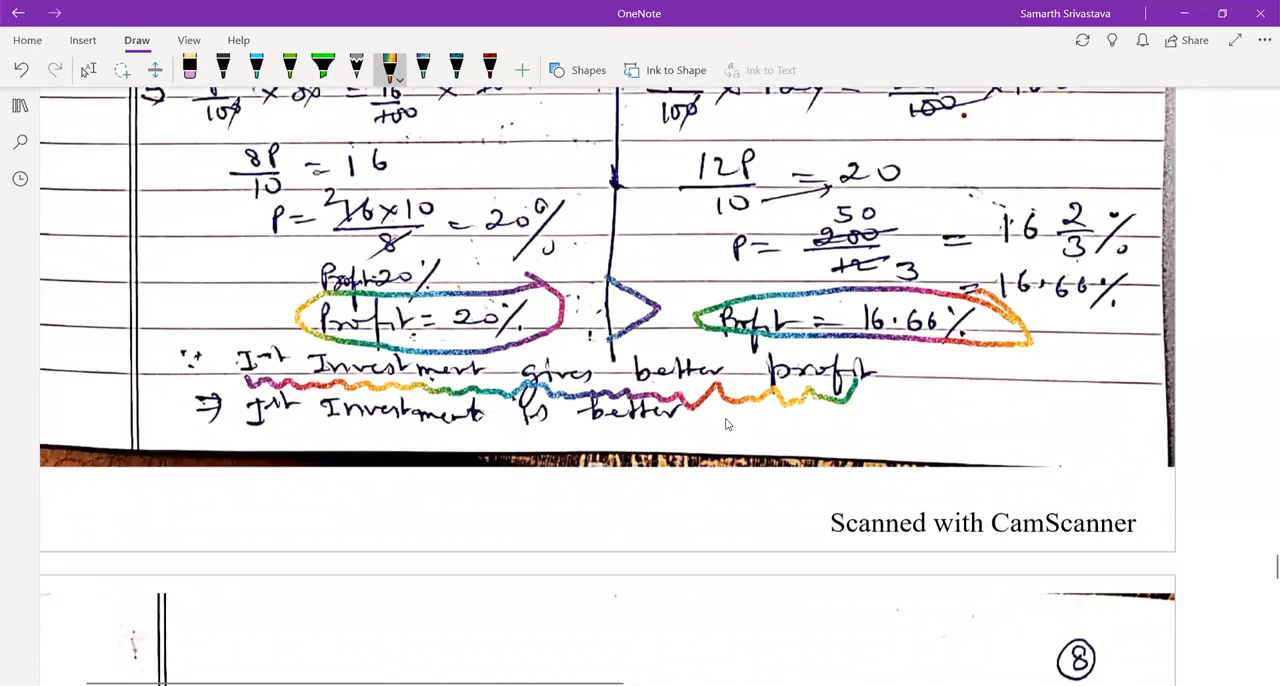 OneNote
Samarth Srivastava
Home Insert Draw View Help
Share
Shapes Ink to Shape Ink to Text
8P/10 = 16
P = 16×10/8 = 20%
2
Profit 20%
Profit = 20%
12P/10 = 20
50
P = 200/12 = 16 2/3 %
3
= 16.66%
Profit = 16.66%
∵ Ist Investment gives better profit
⇒ Ist Investment is better
Scanned with CamScanner
8